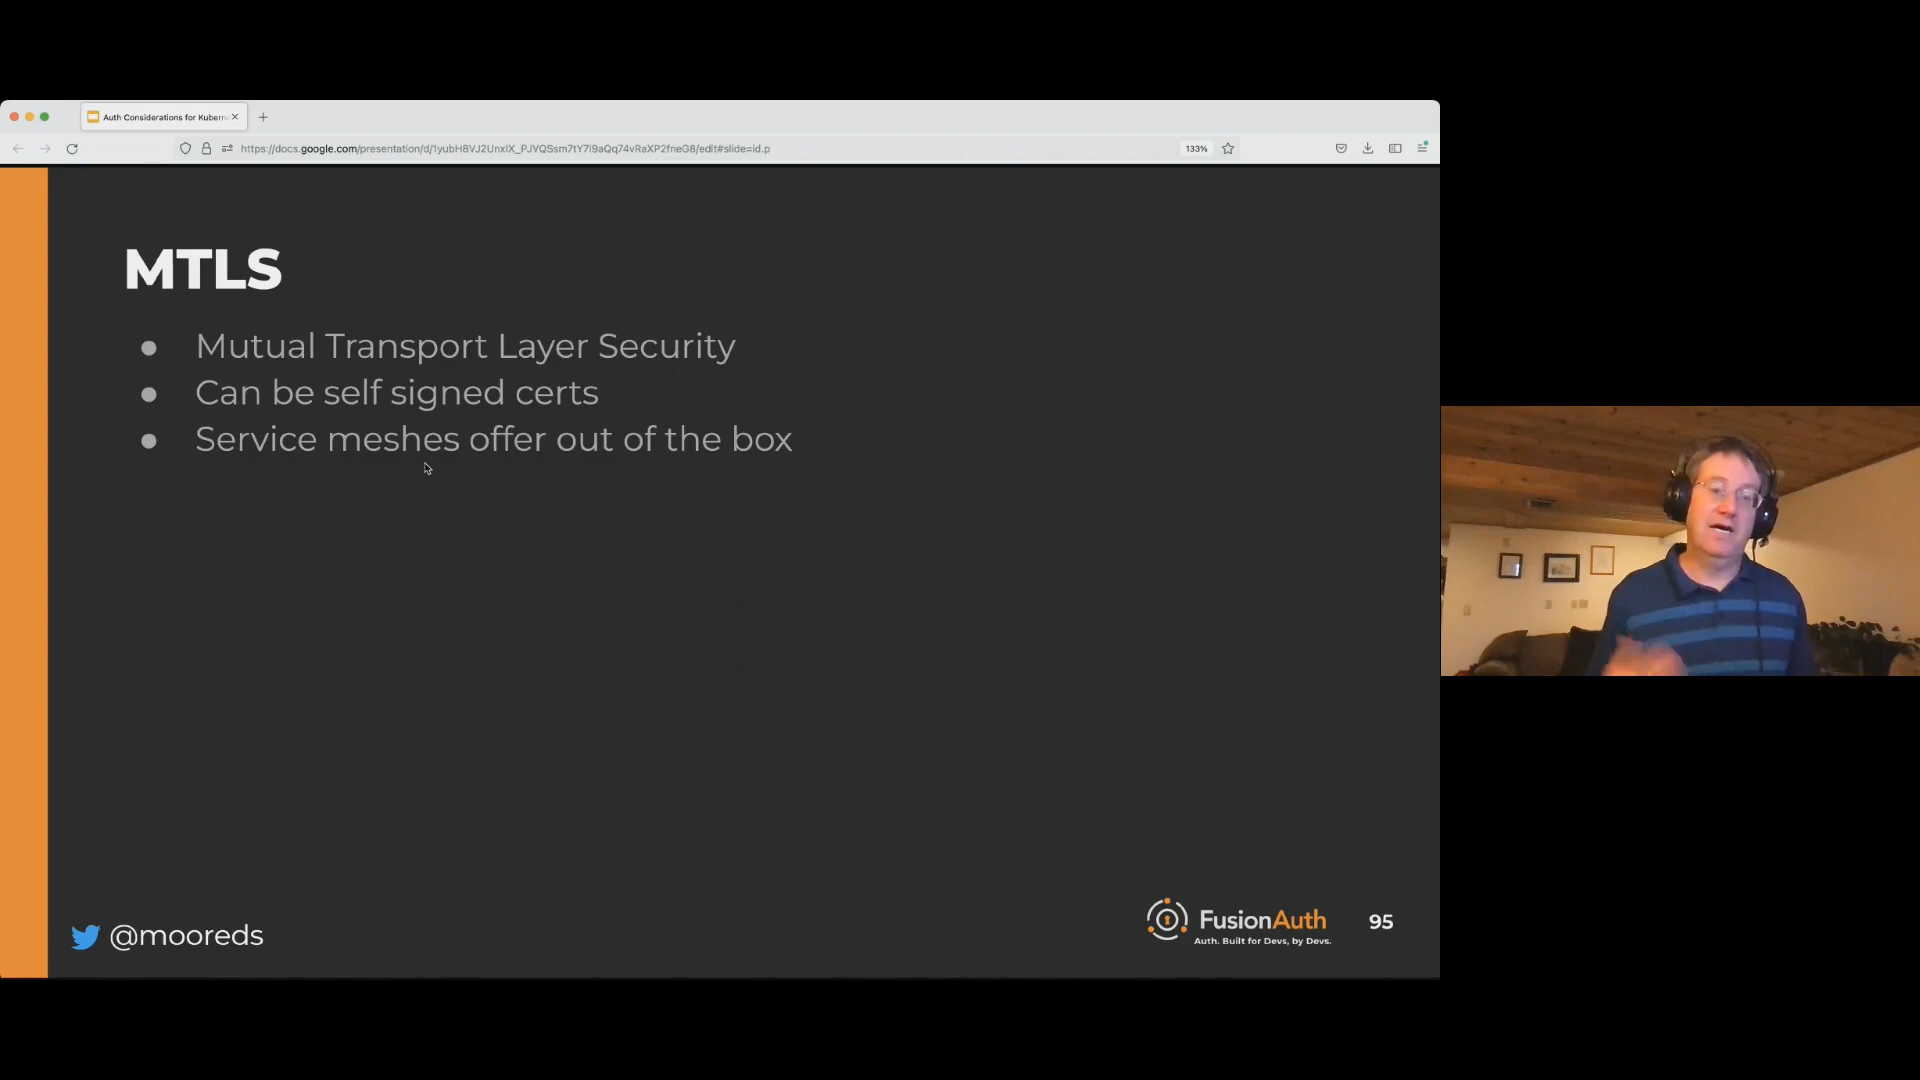 Auth Considerations for Kubern
https://docs.google.com/presentation/d/1yubH8VJ2UnxlX_PJVQSsm7tY7I9aQq74vRaXP2fneG8/edit#slide=id.p
133%
MTLS
● Mutual Transport Layer Security
● Can be self signed certs
● Service meshes offer out of the box
@mooreds
FusionAuth
Auth. Built for Devs, by Devs.
95